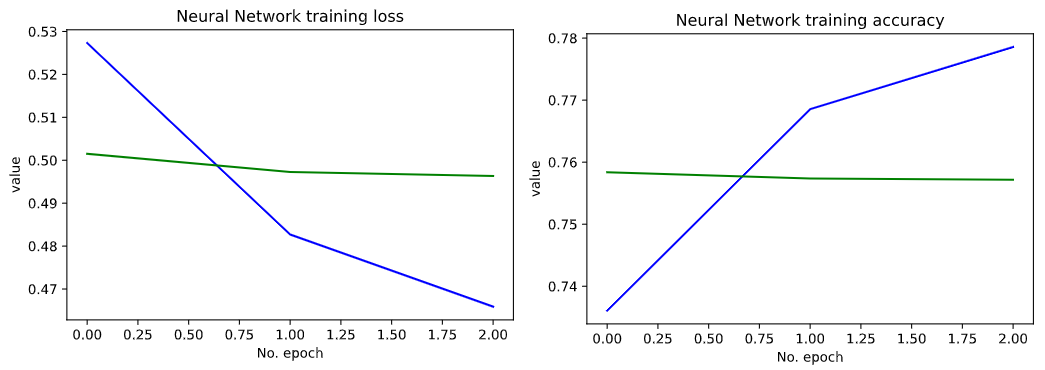 Neural Network training loss
0.53
0.52
0.51
0.50
0.49
0.48
0.47
value
0.00 0.25 0.50 0.75 1.00 1.25 1.50 1.75 2.00
No. epoch
Neural Network training accuracy
0.78
0.77
0.76
0.75
0.74
value
0.00 0.25 0.50 0.75 1.00 1.25 1.50 1.75 2.00
No. epoch